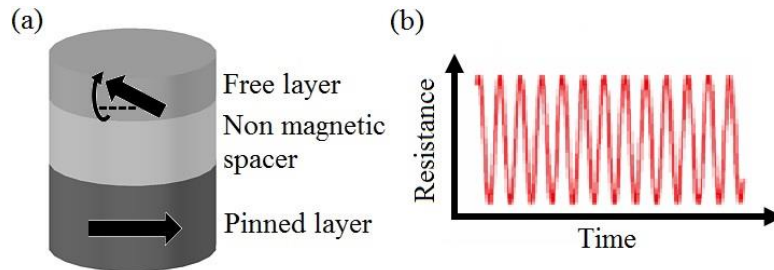 (a)
Free layer
Non magnetic
spacer
Pinned layer
(b)
Resistance
Time